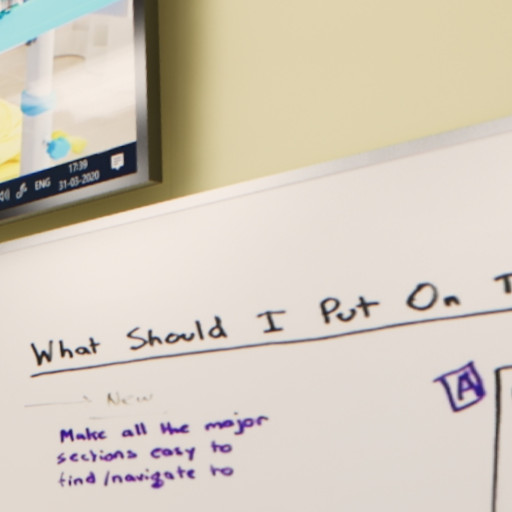 17:39
ENG 31-03-2020
What Should I Put On T
New
A
Make all the major
sections easy to
find/navigate to